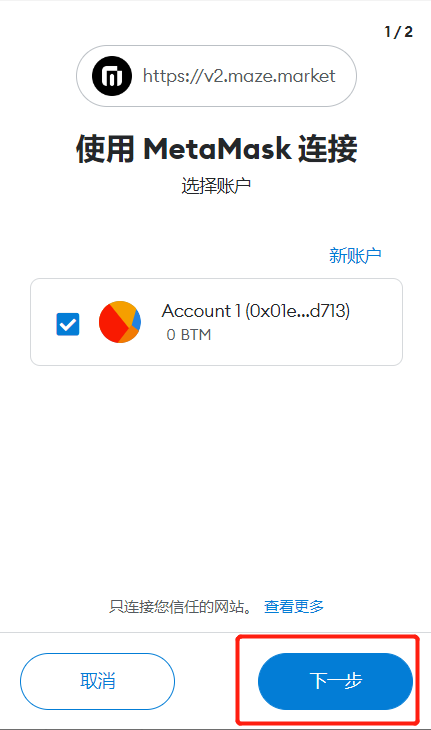 1 / 2
https://v2.maze.market
使用 MetaMask 连接
选择账户
新账户
Account 1 (0x01e...d713)
0 BTM
只连接您信任的网站。 查看更多
取消
下一步